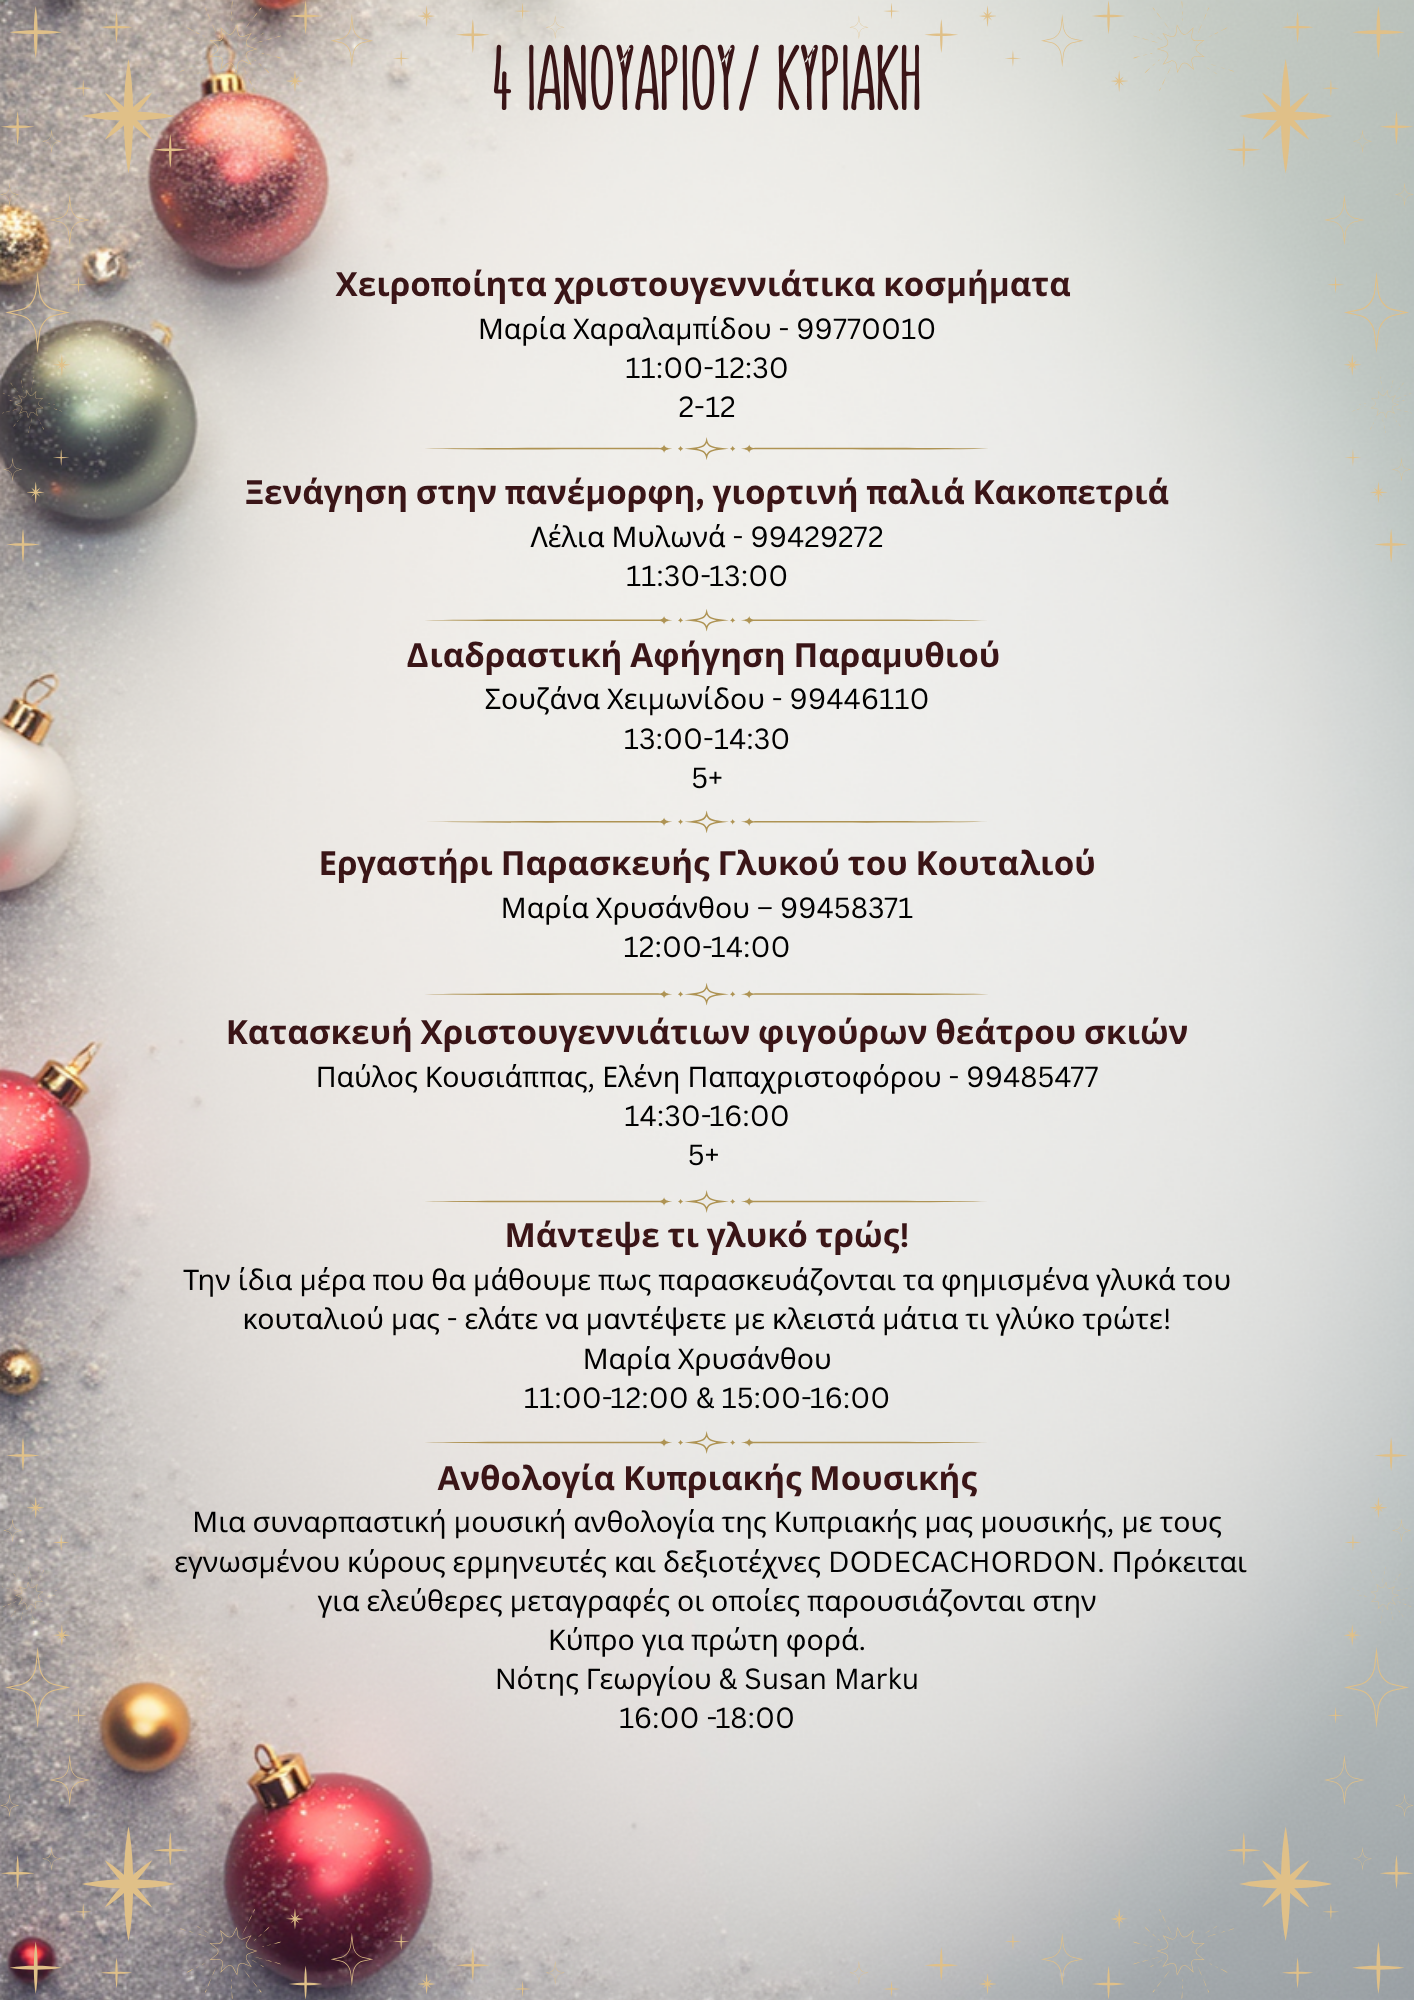 4 ΙΑΝΟΥΑΡΙΟΥ/ ΚΥΡΙΑΚΗ
Χειροποίητα χριστουγεννιάτικα κοσμήματα
Μαρία Χαραλαμπίδου - 99770010
11:00-12:30
2-12
Ξενάγηση στην πανέμορφη, γιορτινή παλιά Κακοπετριά
Λέλια Μυλωνά - 99429272
11:30-13:00
Διαδραστική Αφήγηση Παραμυθιού
Σουζάνα Χειμωνίδου - 99446110
13:00-14:30
5+
Εργαστήρι Παρασκευής Γλυκού του Κουταλιού
Μαρία Χρυσάνθου – 99458371
12:00-14:00
Κατασκευή Χριστουγεννιάτιων φιγούρων θεάτρου σκιών
Παύλος Κουσιάππας, Ελένη Παπαχριστοφόρου - 99485477
14:30-16:00
5+
Μάντεψε τι γλυκό τρώς!
Την ίδια μέρα που θα μάθουμε πως παρασκευάζονται τα φημισμένα γλυκά του
κουταλιού μας - ελάτε να μαντέψετε με κλειστά μάτια τι γλύκο τρώτε!
Μαρία Χρυσάνθου
11:00-12:00 & 15:00-16:00
Ανθολογία Κυπριακής Μουσικής
Μια συναρπαστική μουσική ανθολογία της Κυπριακής μας μουσικής, με τους
εγνωσμένου κύρους ερμηνευτές και δεξιοτέχνες DODECACHORDON. Πρόκειται
για ελεύθερες μεταγραφές οι οποίες παρουσιάζονται στην
Κύπρο για πρώτη φορά.
Νότης Γεωργίου & Susan Marku
16:00 -18:00